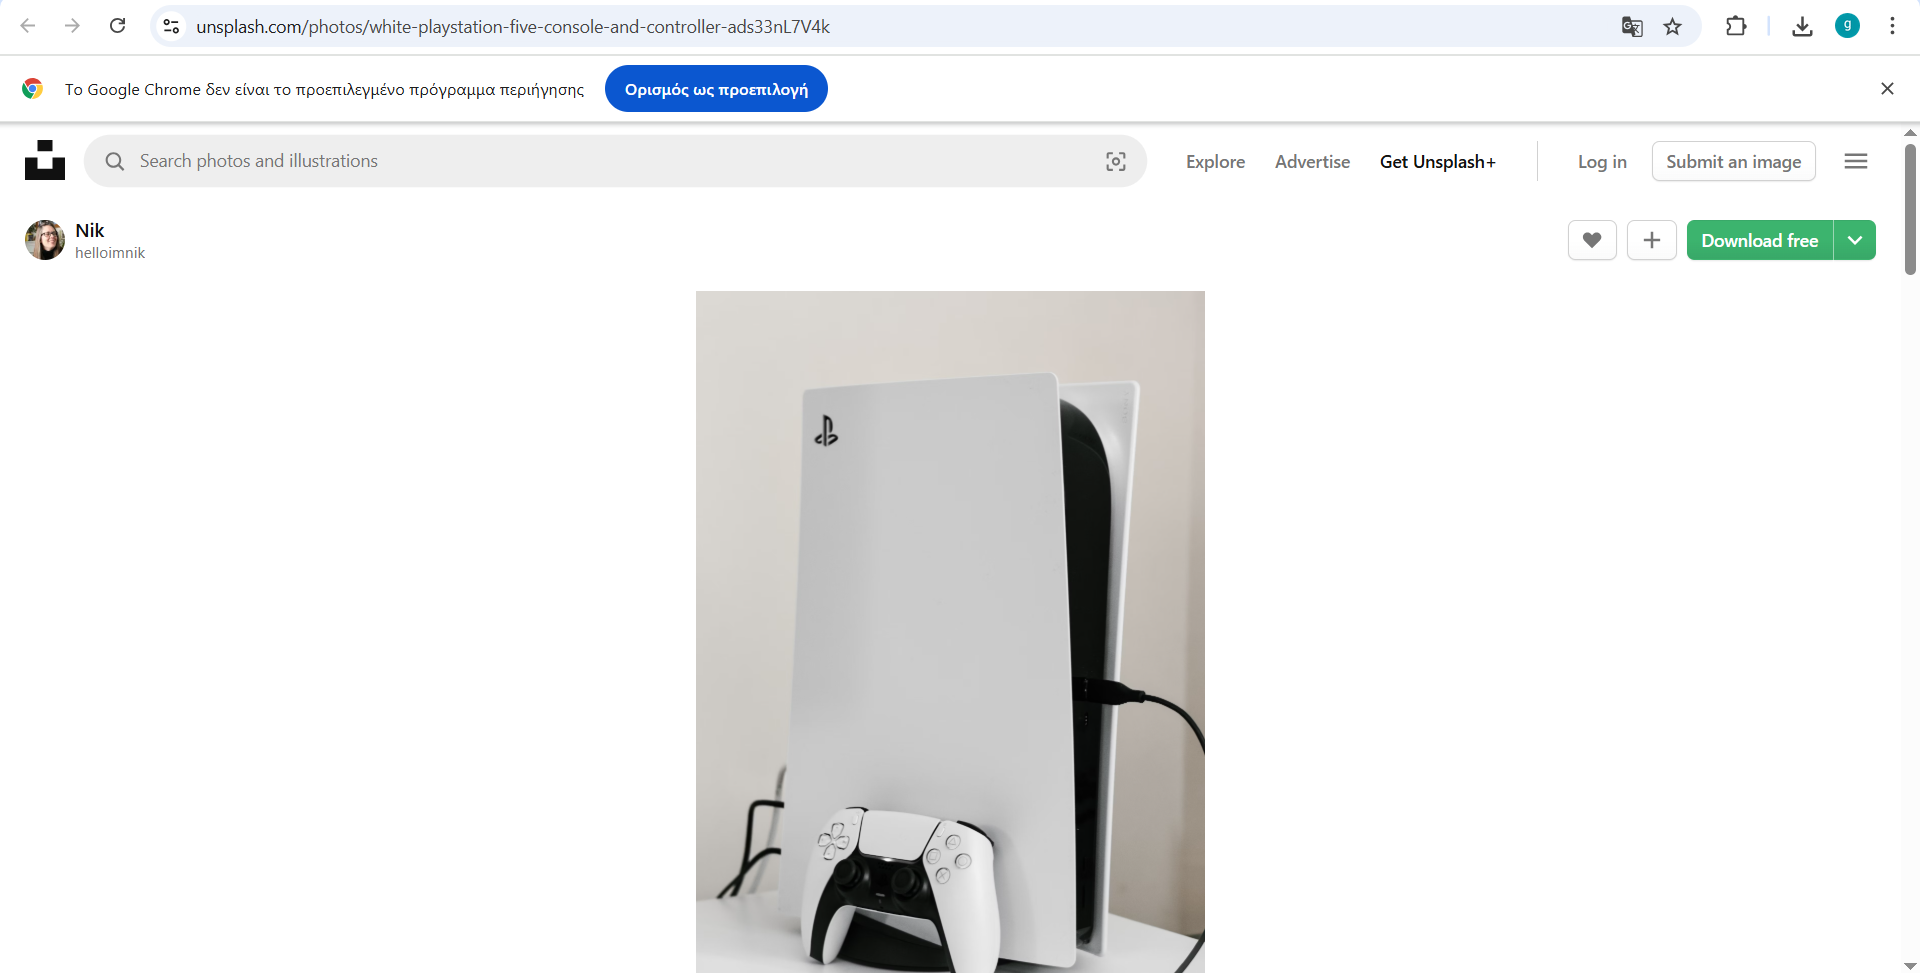 unsplash.com/photos/white-playstation-five-console-and-controller-ads33nL7V4k
g
Το Google Chrome δεν είναι το προεπιλεγμένο πρόγραμμα περιήγησης
Ορισμός ως προεπιλογή
Search photos and illustrations
Explore
Advertise
Get Unsplash+
Log in
Submit an image
Nik
helloimnik
Download free